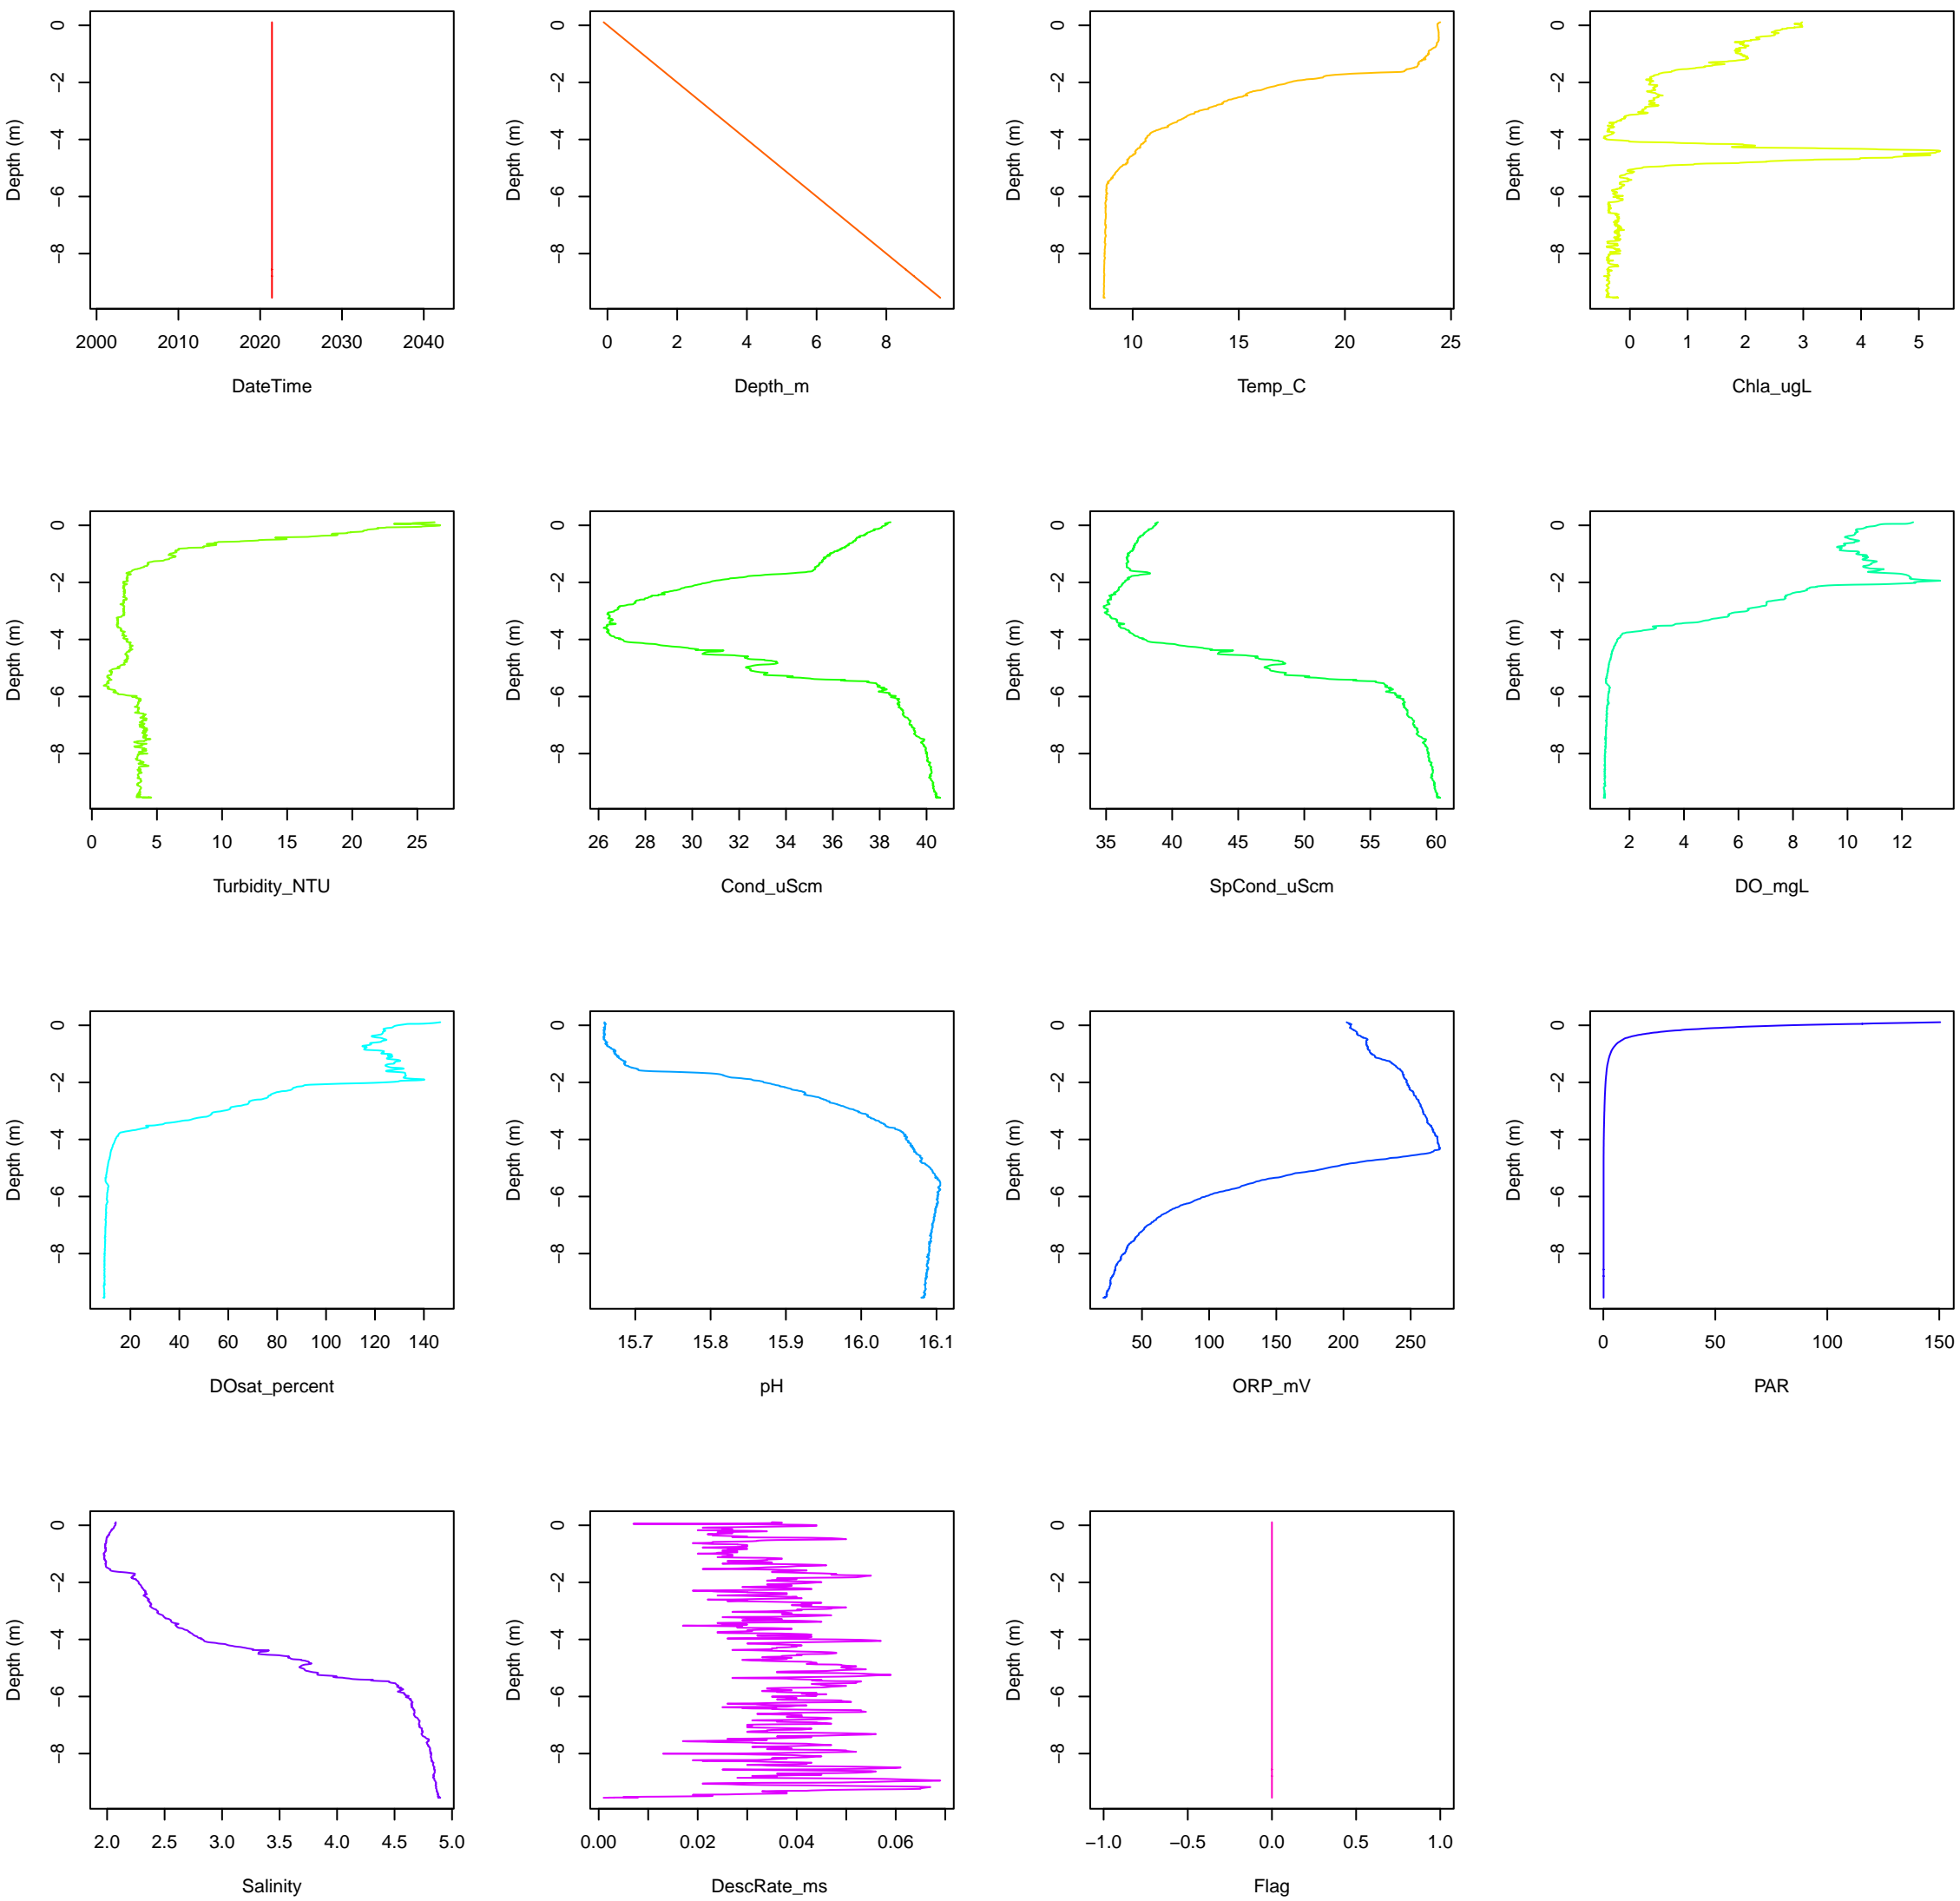 Depth (m)
0
−2
−4
−6
−8
2000 2010 2020 2030 2040
DateTime
Depth (m)
0
−2
−4
−6
−8
0 2 4 6 8
Depth_m
Depth (m)
0
−2
−4
−6
−8
10 15 20 25
Temp_C
Depth (m)
0
−2
−4
−6
−8
0 1 2 3 4 5
Chla_ugL
Depth (m)
0
−2
−4
−6
−8
0 5 10 15 20 25
Turbidity_NTU
Depth (m)
0
−2
−4
−6
−8
26 28 30 32 34 36 38 40
Cond_uScm
Depth (m)
0
−2
−4
−6
−8
35 40 45 50 55 60
SpCond_uScm
Depth (m)
0
−2
−4
−6
−8
2 4 6 8 10 12
DO_mgL
Depth (m)
0
−2
−4
−6
−8
20 40 60 80 100 120 140
DOsat_percent
Depth (m)
0
−2
−4
−6
−8
15.7 15.8 15.9 16.0 16.1
pH
Depth (m)
0
−2
−4
−6
−8
50 100 150 200 250
ORP_mV
Depth (m)
0
−2
−4
−6
−8
0 50 100 150
PAR
Depth (m)
0
−2
−4
−6
−8
2.0 2.5 3.0 3.5 4.0 4.5 5.0
Salinity
Depth (m)
0
−2
−4
−6
−8
0.00 0.02 0.04 0.06
DescRate_ms
Depth (m)
0
−2
−4
−6
−8
−1.0 −0.5 0.0 0.5 1.0
Flag